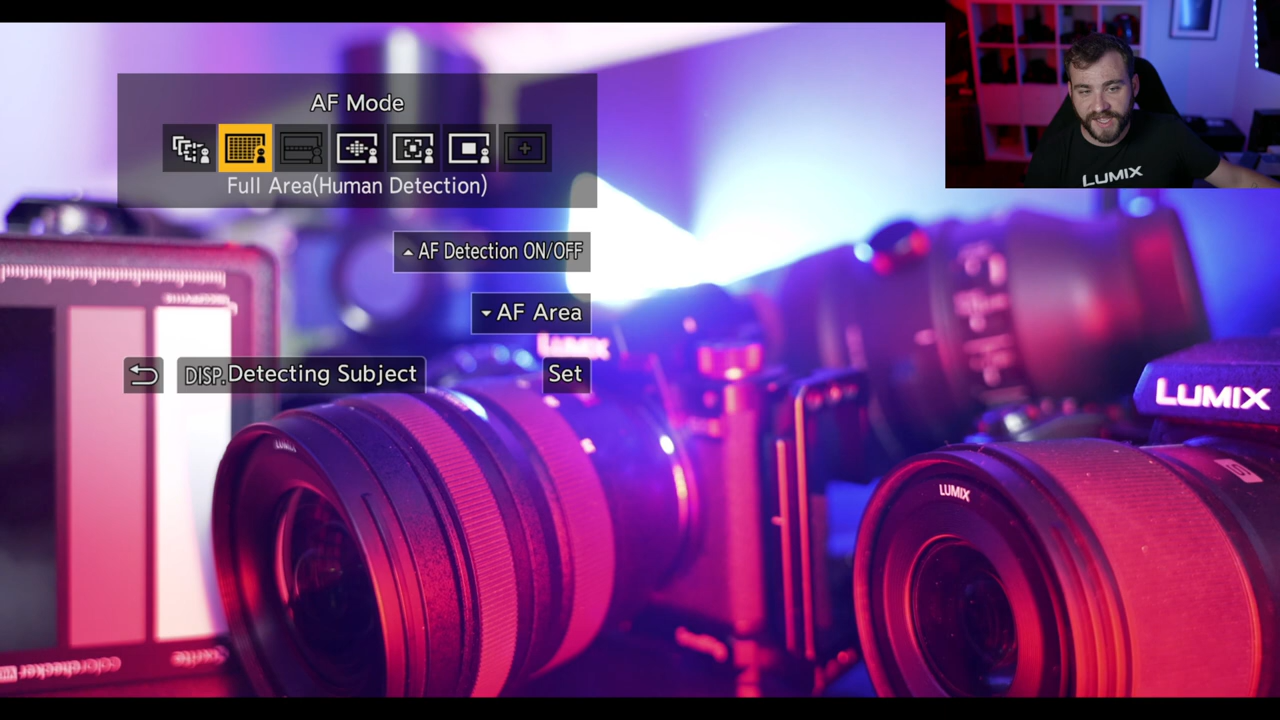 AF Mode
Full Area(Human Detection)
AF Detection ON/OFF
AF Area
DISP.Detecting Subject
Set
LUMIX
LUMIX
LUMIX
LUMIX
LUMIX
S